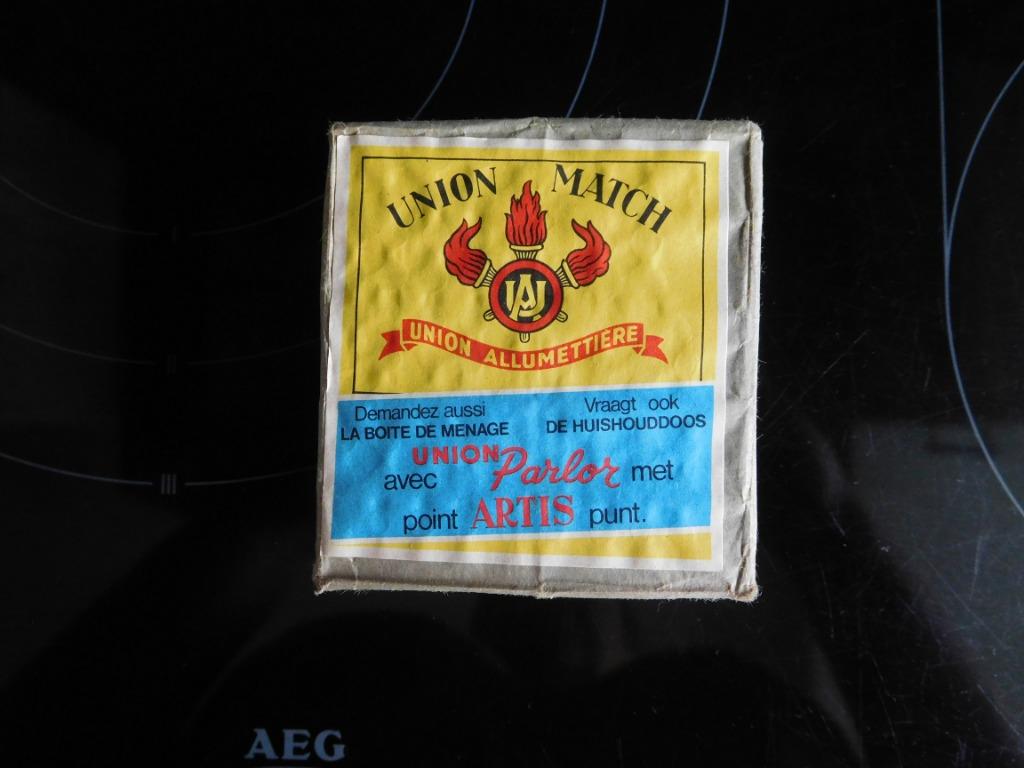 UNION MATCH
UA
UNION ALLUMETTIÈRE
Demandez aussi Vraagt ook
LA BOITE DE MENAGE DE HUISHOUDDOOS
UNION Parlor
avec met
point ARTIS punt.
AEG